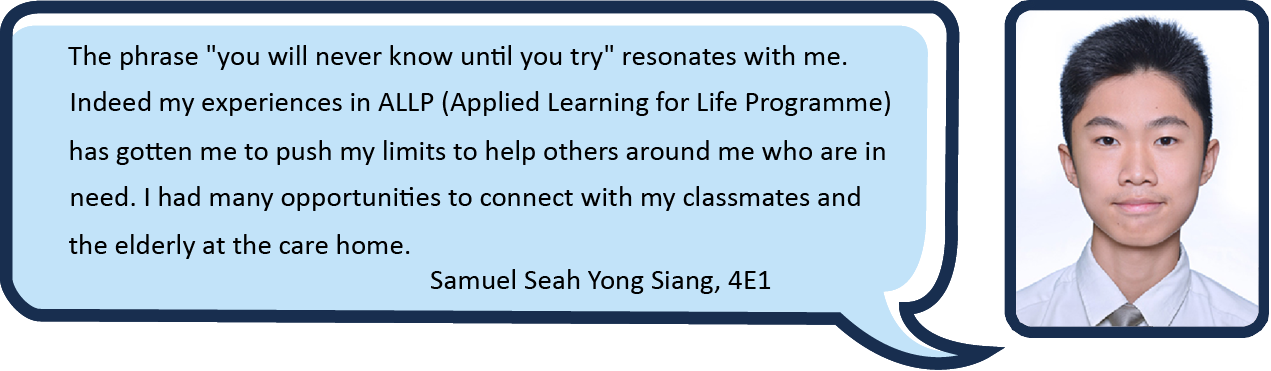 The phrase "you will never know until you try" resonates with me.
Indeed my experiences in ALLP (Applied Learning for Life Programme)
has gotten me to push my limits to help others around me who are in
need. I had many opportunities to connect with my classmates and
the elderly at the care home.
Samuel Seah Yong Siang, 4E1